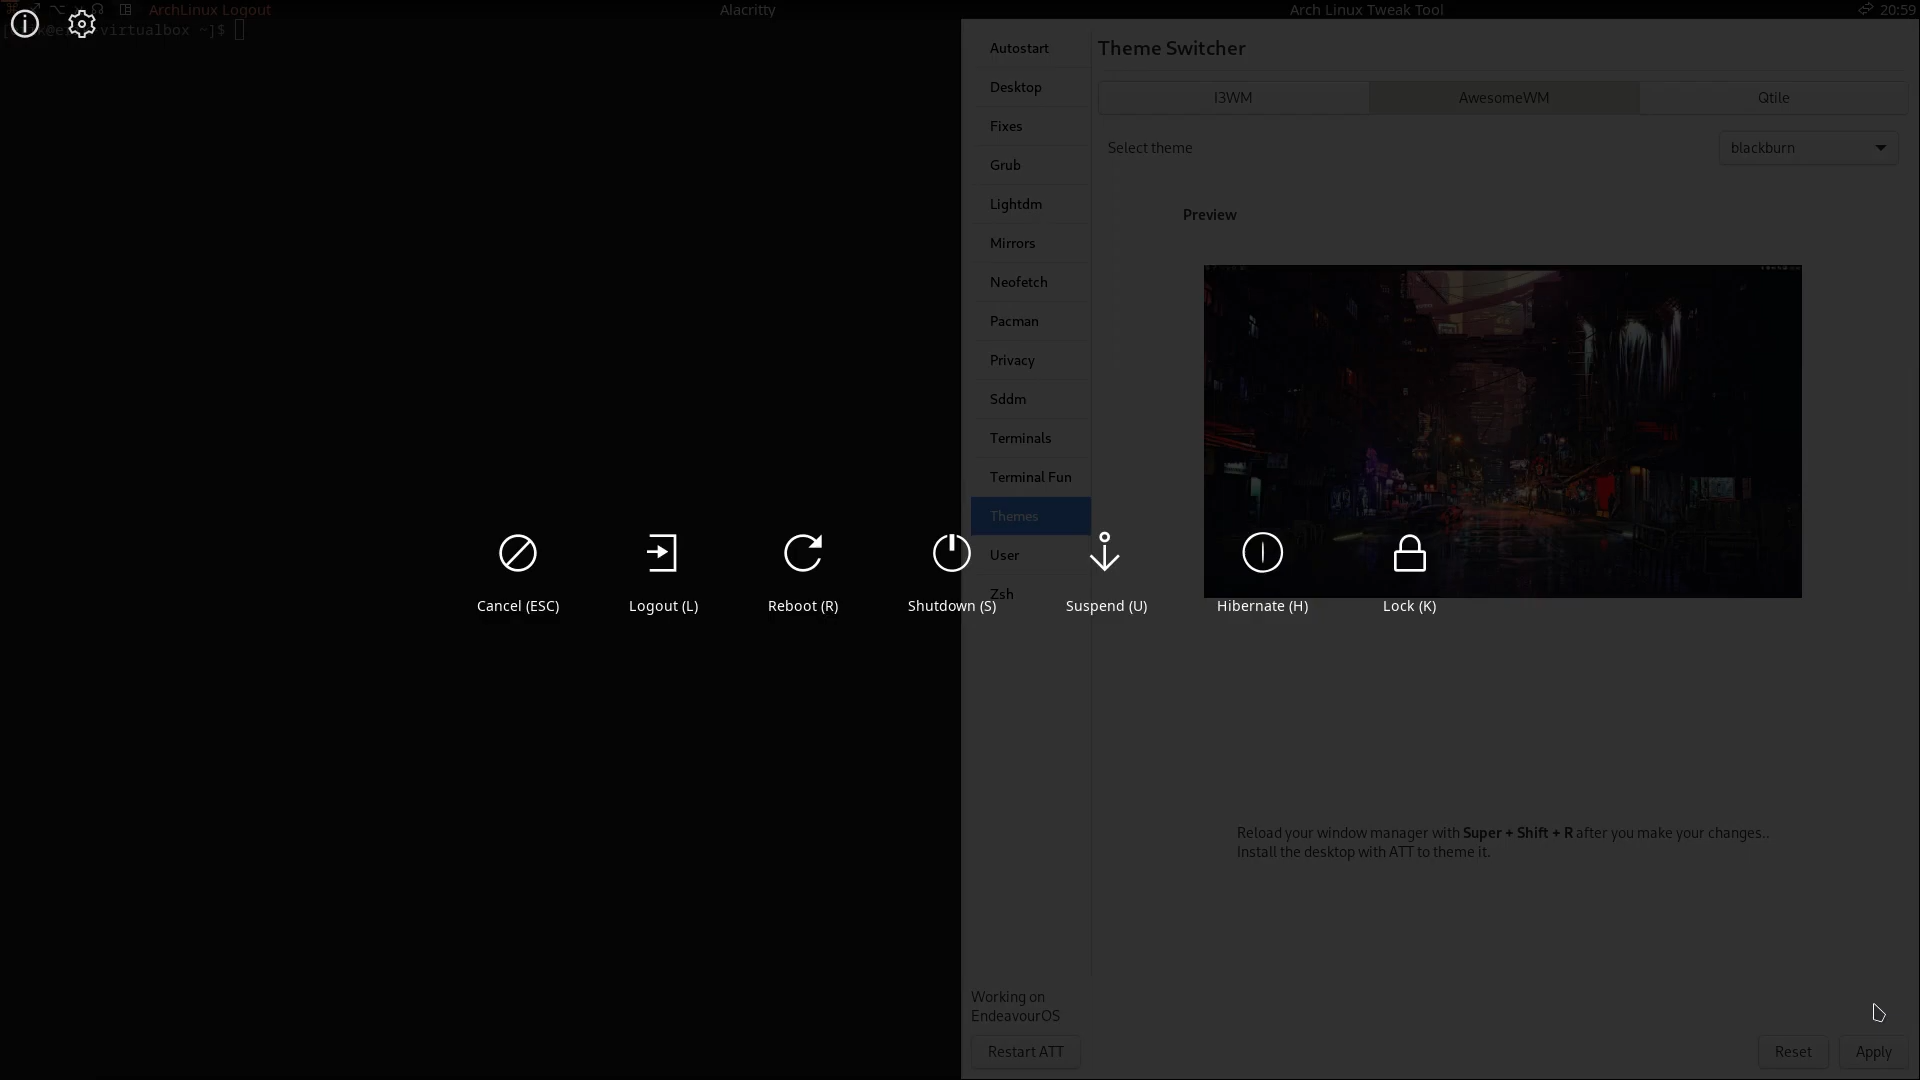 ArchLinux Logout
Alacritty
Arch Linux Tweak Tool
20:59
virtualbox ~]$
Autostart
Desktop
Fixes
Grub
Lightdm
Mirrors
Neofetch
Pacman
Privacy
Sddm
Terminals
Terminal Fun
Themes
User
Zsh
Theme Switcher
I3WM
AwesomeWM
Qtile
Select theme
blackburn
Preview
Cancel (ESC)
Logout (L)
Reboot (R)
Shutdown (S)
Suspend (U)
Hibernate (H)
Lock (K)
Reload your window manager with Super + Shift + R after you make your changes..
Install the desktop with ATT to theme it.
Working on
EndeavourOS
Restart ATT
Reset
Apply